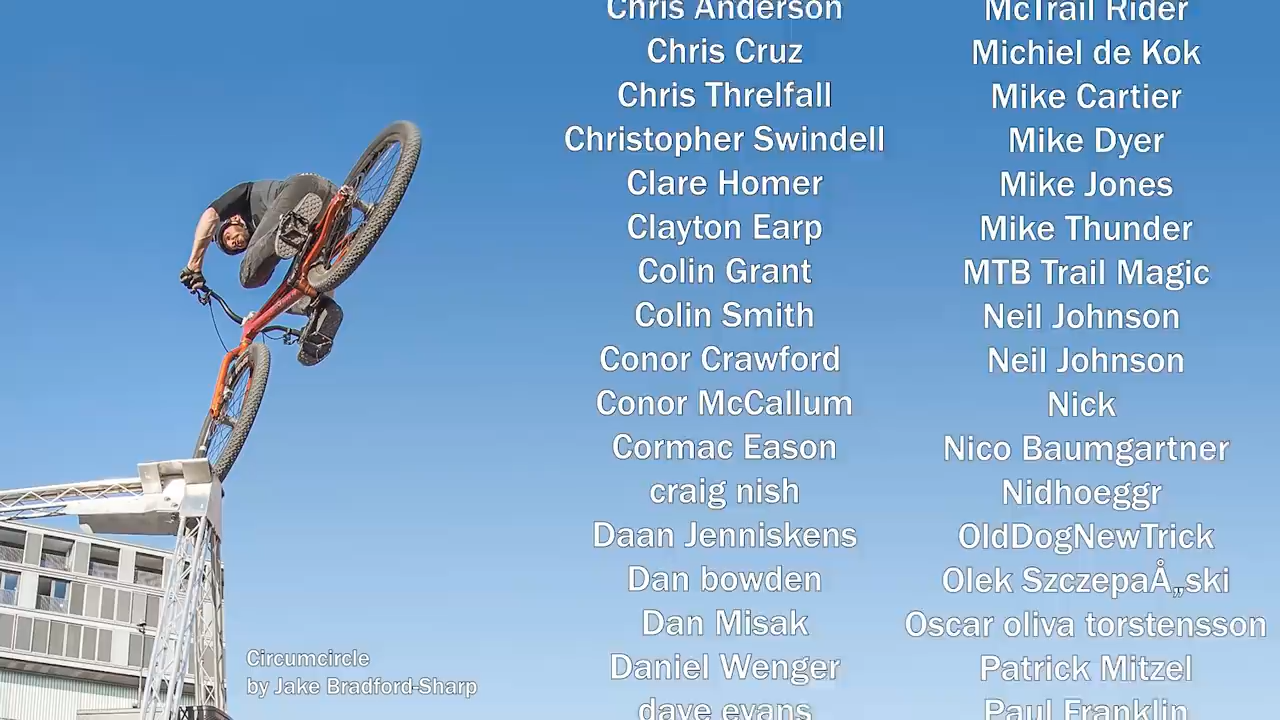 Chris Anderson
Chris Cruz
Chris Threlfall
Christopher Swindell
Clare Homer
Clayton Earp
Colin Grant
Colin Smith
Conor Crawford
Conor McCallum
Cormac Eason
craig nish
Daan Jenniskens
Dan bowden
Dan Misak
Daniel Wenger
dave evans
McTrail Rider
Michiel de Kok
Mike Cartier
Mike Dyer
Mike Jones
Mike Thunder
MTB Trail Magic
Neil Johnson
Neil Johnson
Nick
Nico Baumgartner
Nidhoeggr
OldDogNewTrick
Olek SzczepaÅ„ski
Oscar oliva torstensson
Patrick Mitzel
Paul Franklin
Circumcircle
by Jake Bradford-Sharp